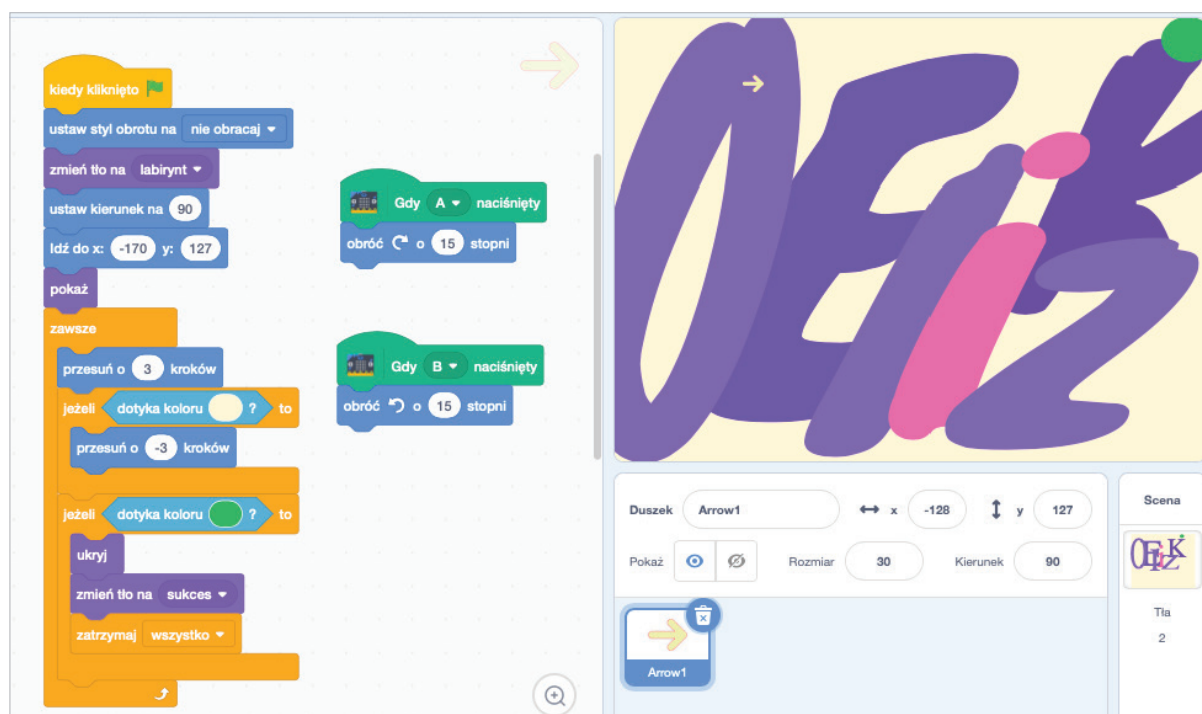 kiedy kliknięto
ustaw styl obrotu na nie obracaj
zmień tło na labirynt
ustaw kierunek na 90
Idź do x: -170 y: 127
pokaż
zawsze
przesuń o 3 kroków
jeżeli dotyka koloru ? to
przesuń o -3 kroków
jeżeli dotyka koloru ? to
ukryj
zmień tło na sukces
zatrzymaj wszystko
Gdy A naciśnięty
obróć o 15 stopni
Gdy B naciśnięty
obróć o 15 stopni
OEiiZK
Duszek Arrow1 x -128 y 127
Pokaż Rozmiar 30 Kierunek 90
Arrow1
Scena
OEiiZK
Tła
2